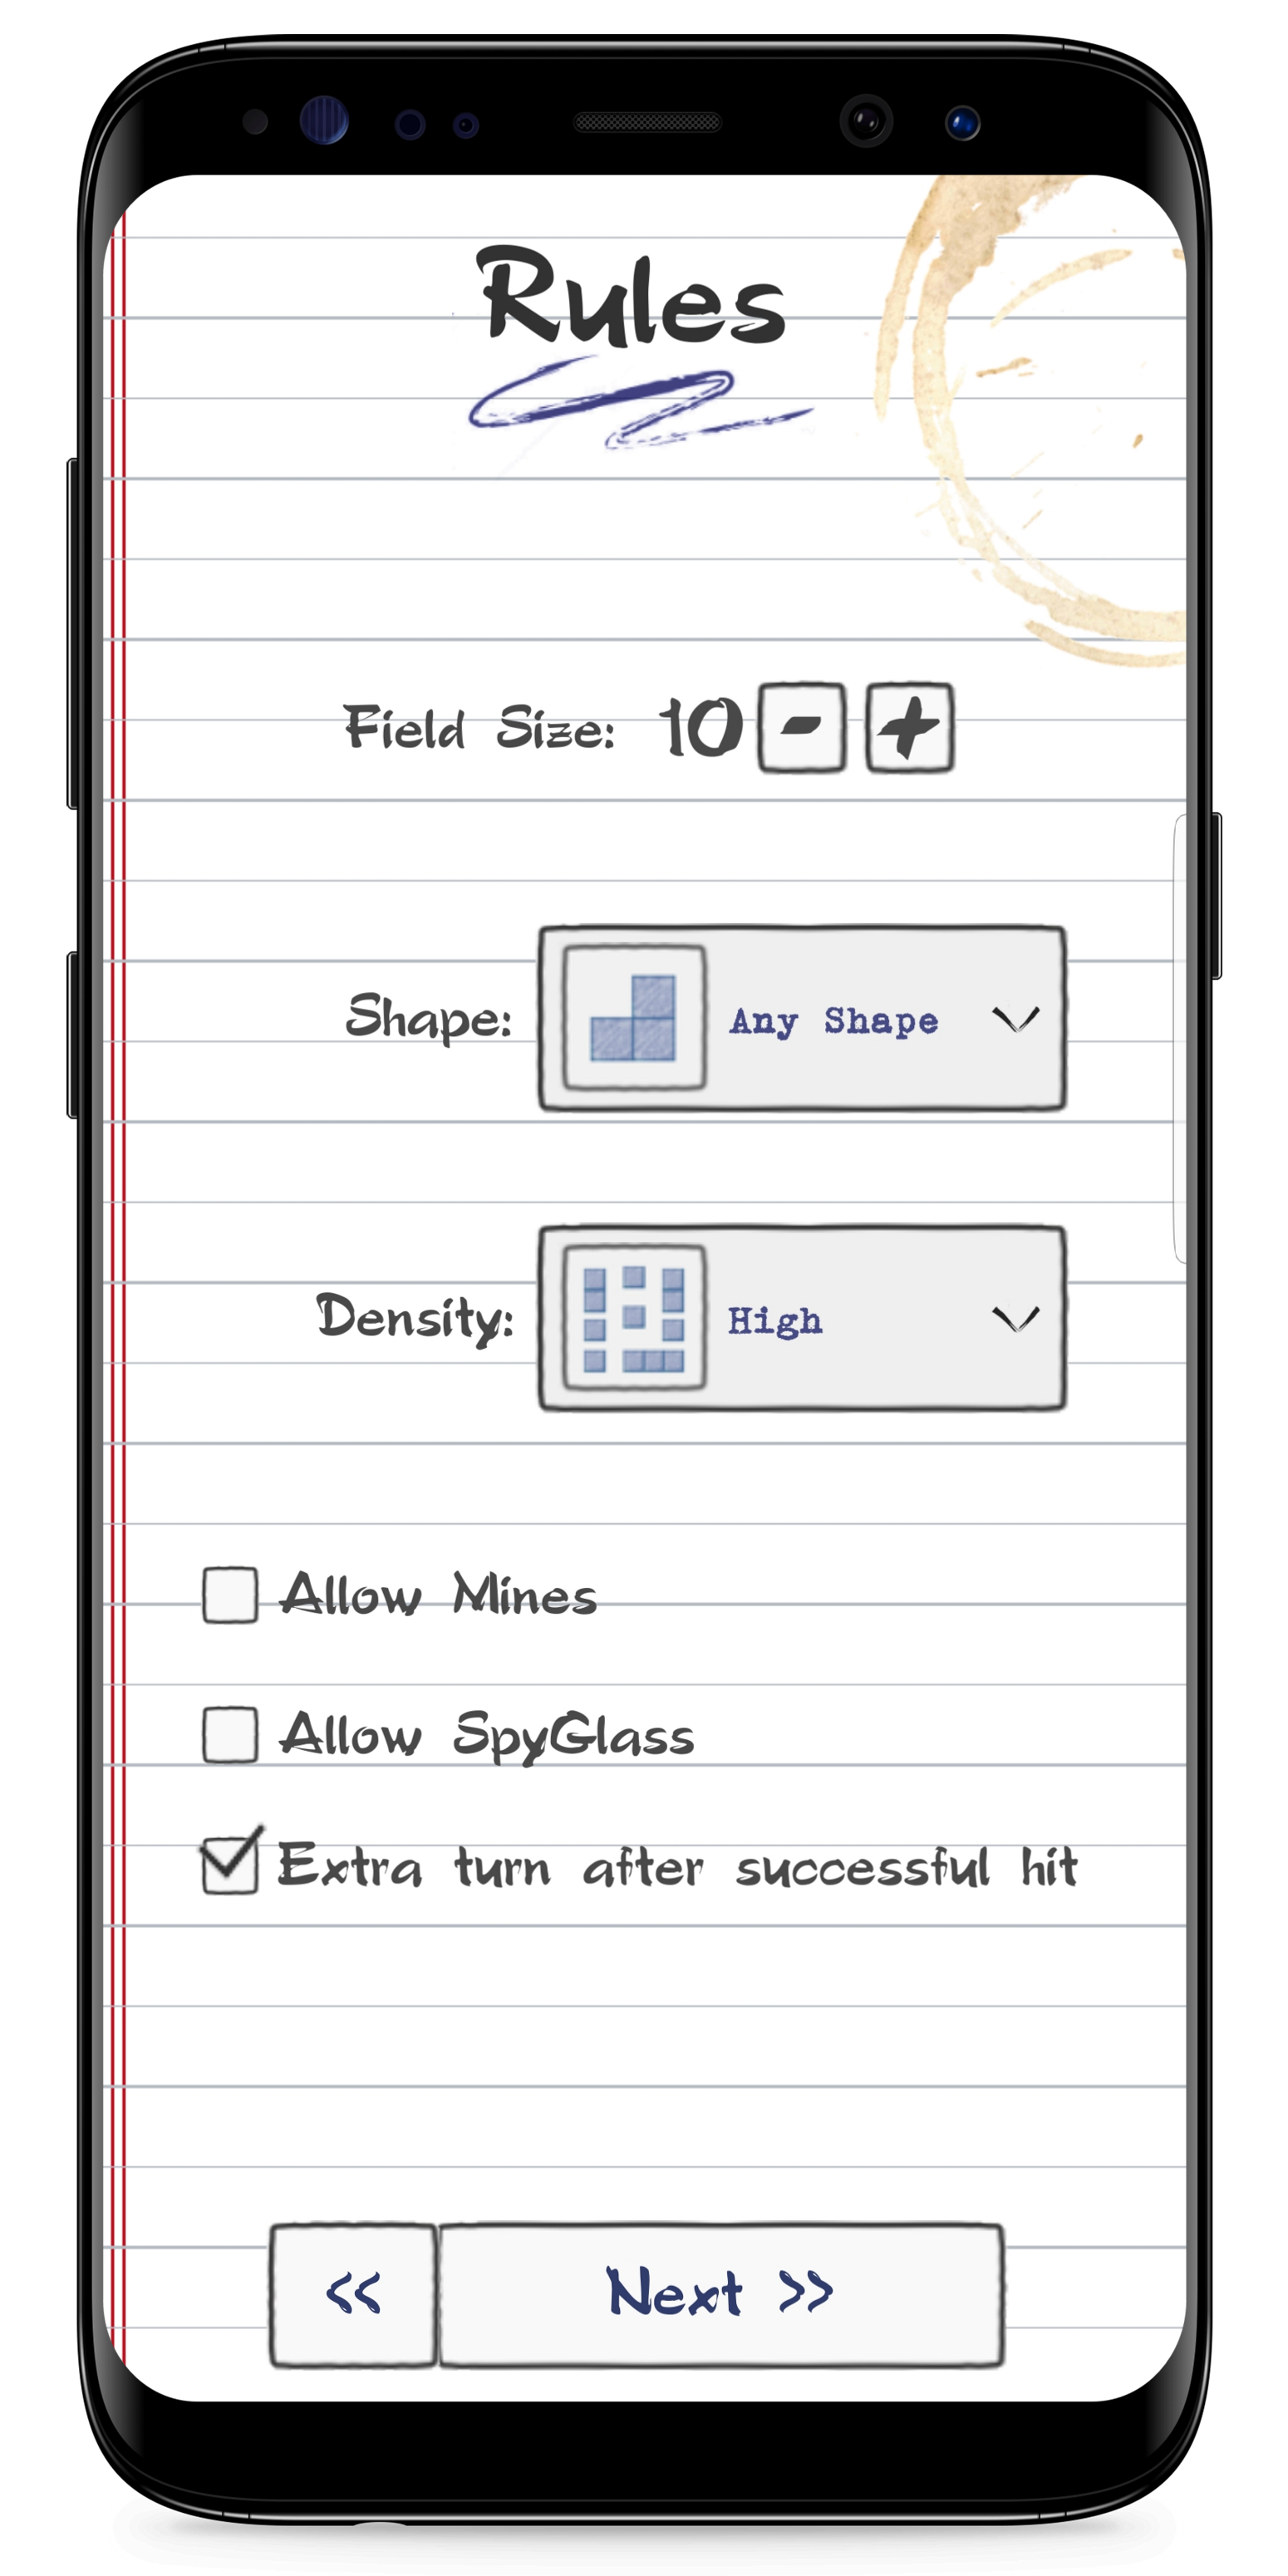 Rules
Field Size: 10 - +
Shape: Any Shape
Density: High
Allow Mines
Allow SpyGlass
Extra turn after successful hit
<< Next >>